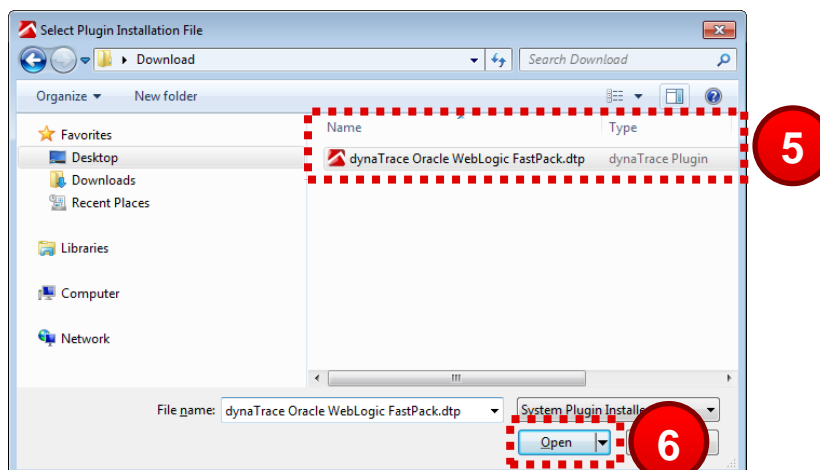 Select Plugin Installation File
Download
Search Download
Organize New folder
Favorites
Desktop
Downloads
Recent Places
Libraries
Computer
Network
Name Type
dynaTrace Oracle WebLogic FastPack.dtp dynaTrace Plugin
5
File name: dynaTrace Oracle WebLogic FastPack.dtp System Plugin
Open
6